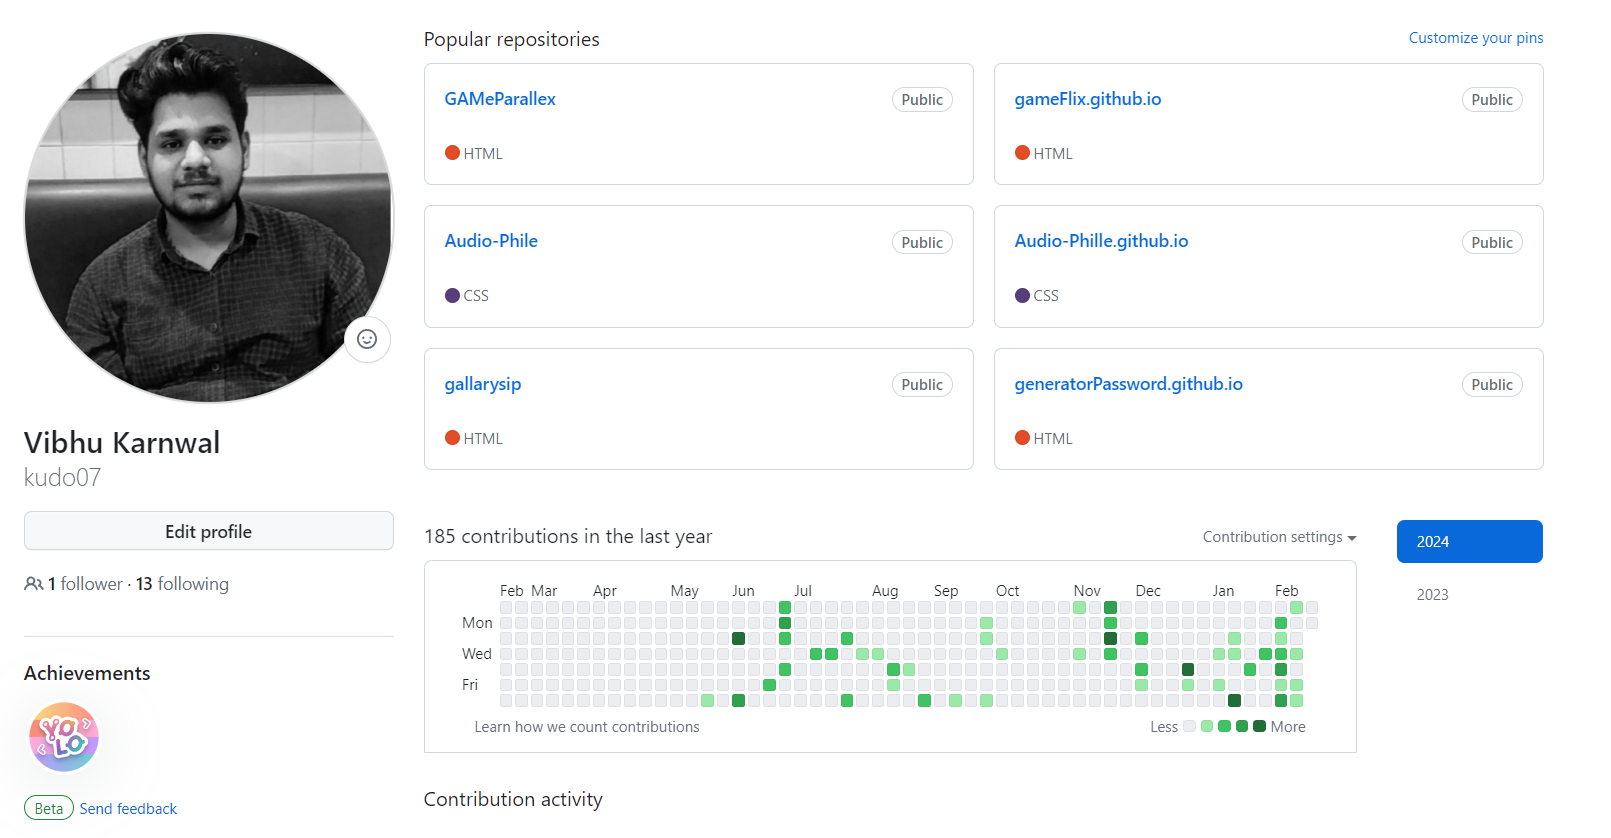 Popular repositories
Customize your pins
GAMeParallex
Public
HTML
gameFlix.github.io
Public
HTML
Audio-Phile
Public
CSS
Audio-Phille.github.io
Public
CSS
gallarysip
Public
HTML
generatorPassword.github.io
Public
HTML
Vibhu Karnwal
kudo07
Edit profile
1 follower · 13 following
Achievements
YOLO
Beta Send feedback
185 contributions in the last year
Contribution settings
2024
2023
Feb Mar Apr May Jun Jul Aug Sep Oct Nov Dec Jan Feb
Mon
Wed
Fri
Learn how we count contributions
Less More
Contribution activity